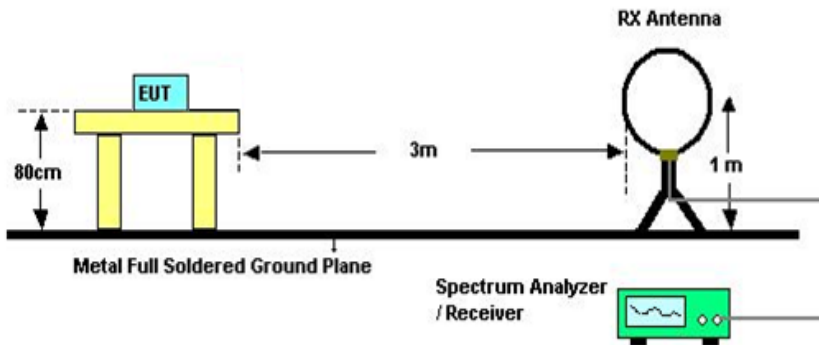 RX Antenna
EUT
3m
80cm
1 m
Metal Full Soldered Ground Plane
Spectrum Analyzer
/ Receiver